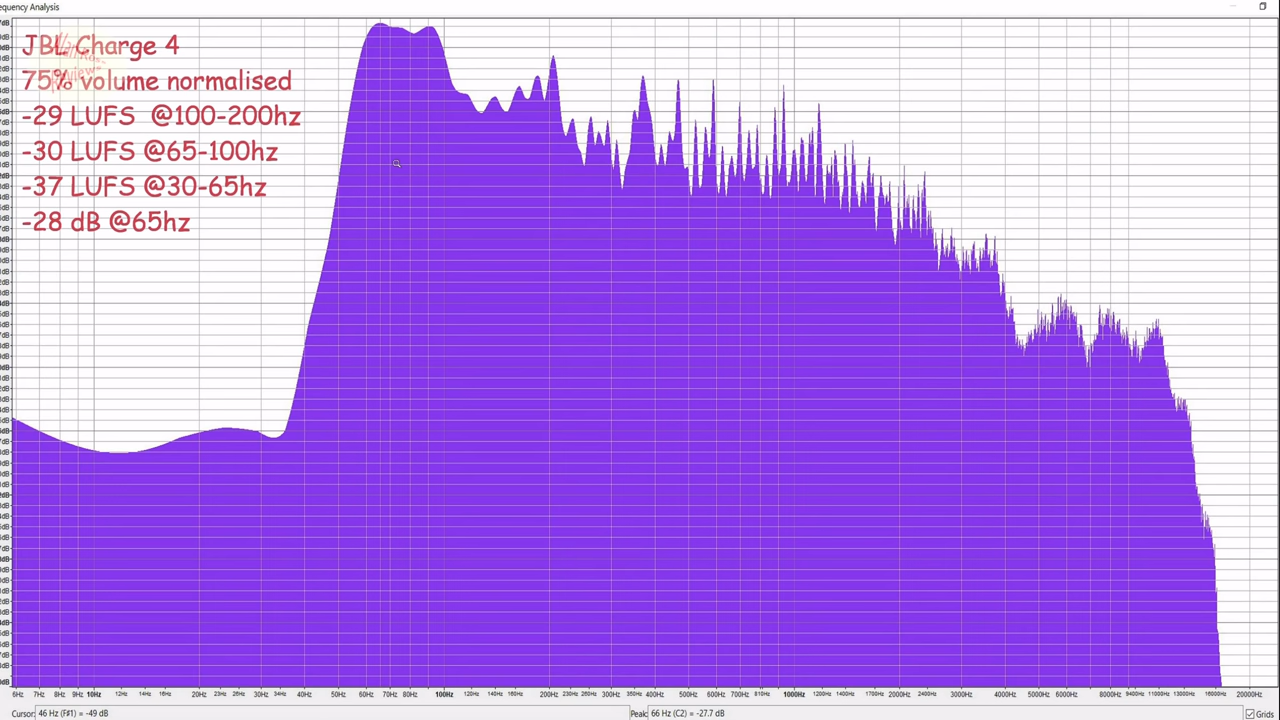 equency Analysis
JBL Charge 4
75% volume normalised
-29 LUFS @100-200hz
-30 LUFS @65-100hz
-37 LUFS @30-65hz
-28 dB @65hz
6Hz 7Hz 8Hz 9Hz 10Hz 12Hz 14Hz 16Hz 20Hz 23Hz 26Hz 30Hz 34Hz 40Hz 50Hz 60Hz 70Hz 80Hz 100Hz 120Hz 140Hz 160Hz 200Hz 230Hz 260Hz 300Hz 350Hz 400Hz 500Hz 600Hz 700Hz 800Hz 1000Hz 1200Hz 1400Hz 1700Hz 2000Hz 2400Hz 3000Hz 4000Hz 5000Hz 6000Hz 8000Hz 9400Hz 11000Hz 13000Hz 16000Hz 20000Hz
Cursor: 46 Hz (F#1) = -49 dB Peak: 66 Hz (C2) = -27.7 dB Grids